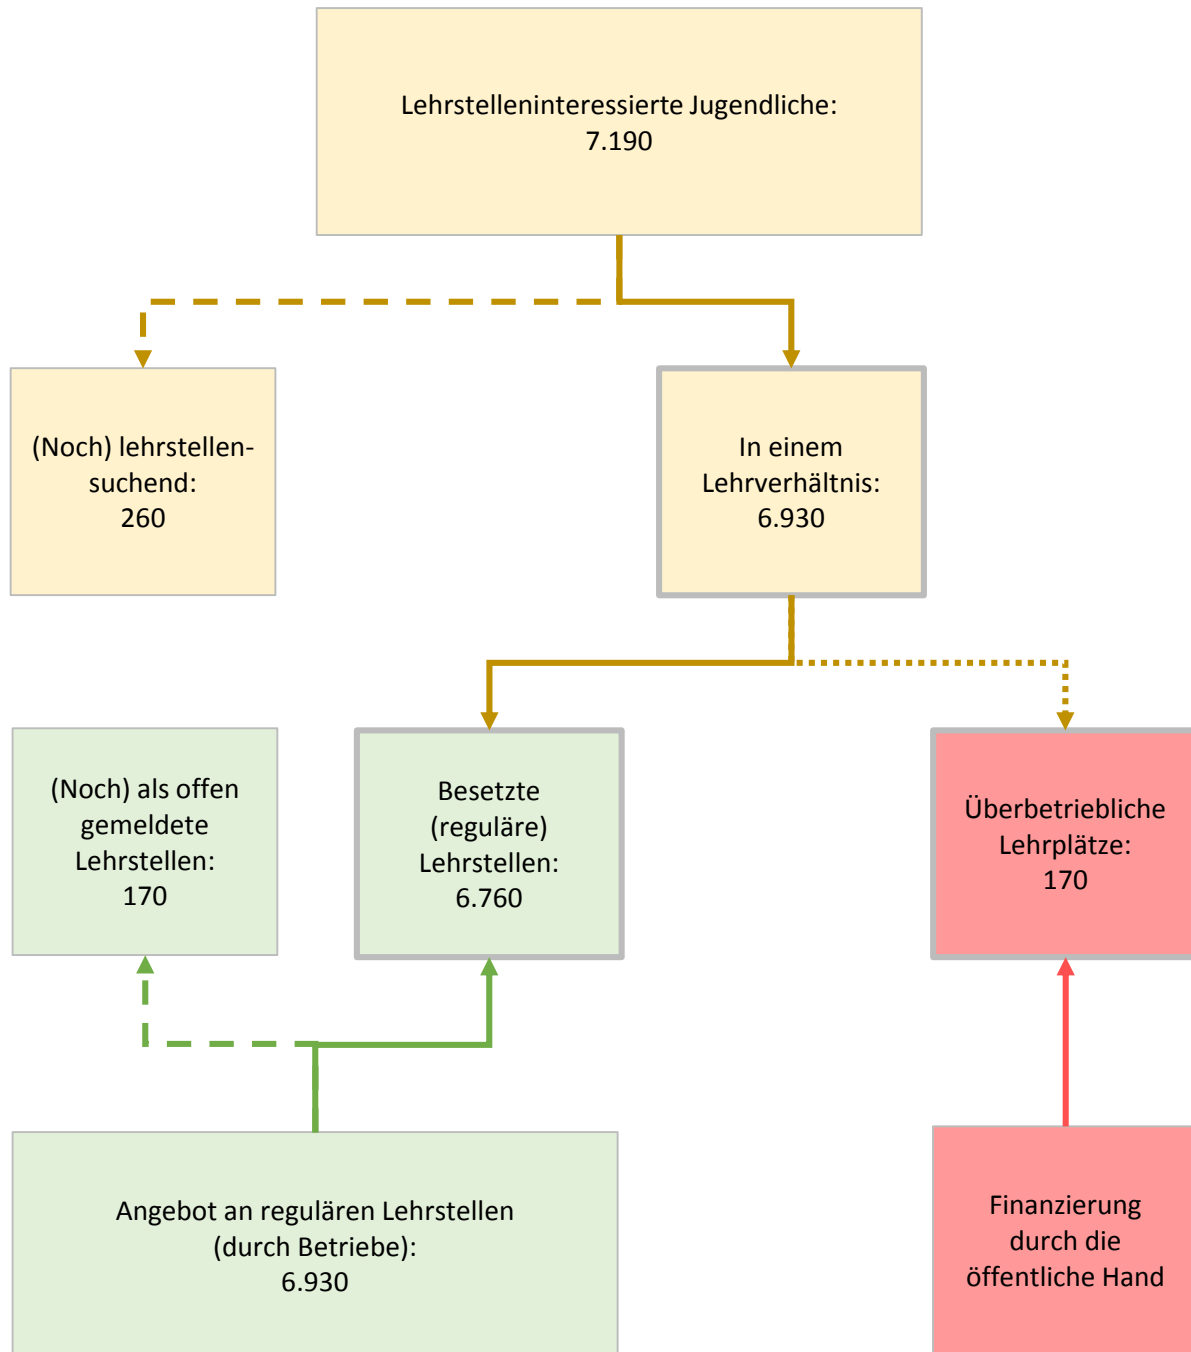 Lehrstelleninteressierte Jugendliche:
7.190
(Noch) lehrstellen-
suchend:
260
In einem
Lehrverhältnis:
6.930
(Noch) als offen
gemeldete
Lehrstellen:
170
Besetzte
(reguläre)
Lehrstellen:
6.760
Überbetriebliche
Lehrplätze:
170
Angebot an regulären Lehrstellen
(durch Betriebe):
6.930
Finanzierung
durch die
öffentliche Hand